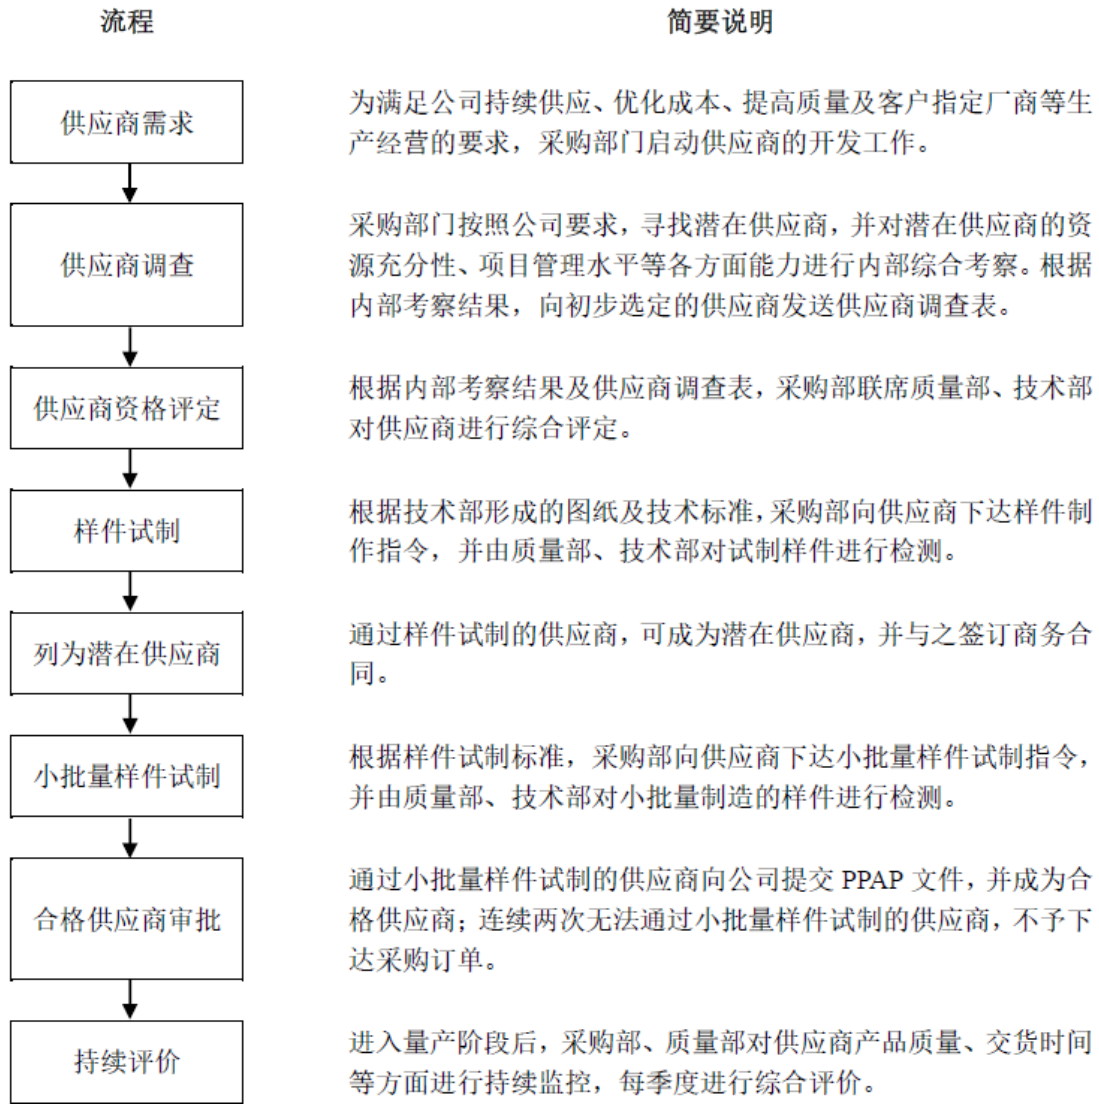 流程
简要说明
供应商需求
为满足公司持续供应、优化成本、提高质量及客户指定厂商等生
产经营的要求，采购部门启动供应商的开发工作。
供应商调查
采购部门按照公司要求，寻找潜在供应商，并对潜在供应商的资
源充分性、项目管理水平等各方面能力进行内部综合考察。根据
内部考察结果，向初步选定的供应商发送供应商调查表。
供应商资格评定
根据内部考察结果及供应商调查表，采购部联席质量部、技术部
对供应商进行综合评定。
样件试制
根据技术部形成的图纸及技术标准，采购部向供应商下达样件制
作指令，并由质量部、技术部对试制样件进行检测。
列为潜在供应商
通过样件试制的供应商，可成为潜在供应商，并与之签订商务合
同。
小批量样件试制
根据样件试制标准，采购部向供应商下达小批量样件试制指令，
并由质量部、技术部对小批量制造的样件进行检测。
合格供应商审批
通过小批量样件试制的供应商向公司提交 PPAP 文件，并成为合
格供应商；连续两次无法通过小批量样件试制的供应商，不予下
达采购订单。
持续评价
进入量产阶段后，采购部、质量部对供应商产品质量、交货时间
等方面进行持续监控，每季度进行综合评价。